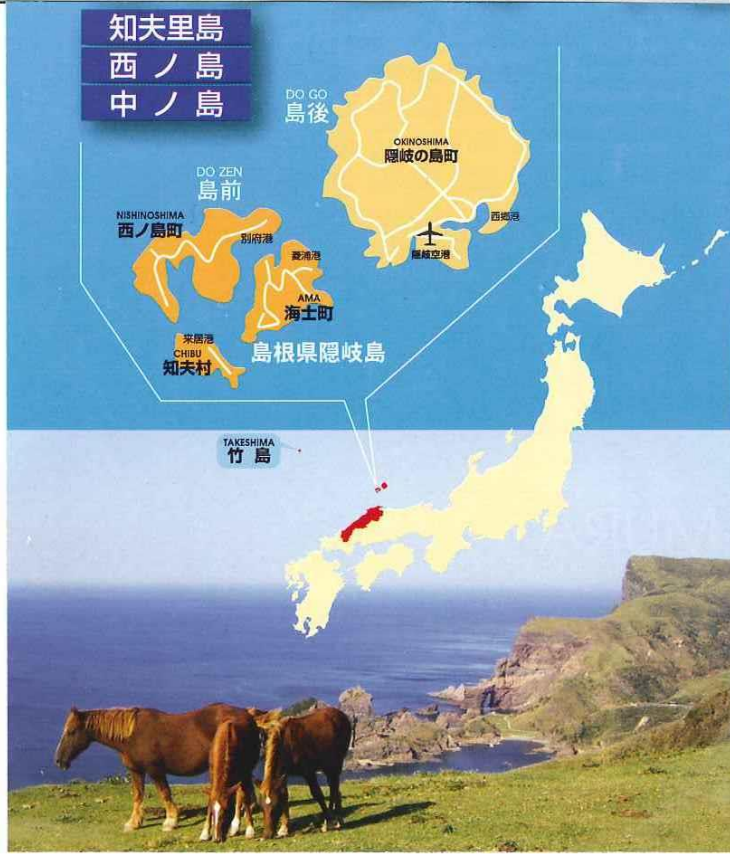 知夫里島
西ノ島
中ノ島
DO GO
島後
OKINOSHIMA
隠岐の島町
西郷港
隠岐空港
DO ZEN
島前
NISHINOSHIMA
西ノ島町
別府港
菱浦港
AMA
海士町
来居港
CHIBU
知夫村
島根県隠岐島
TAKESHIMA
竹島